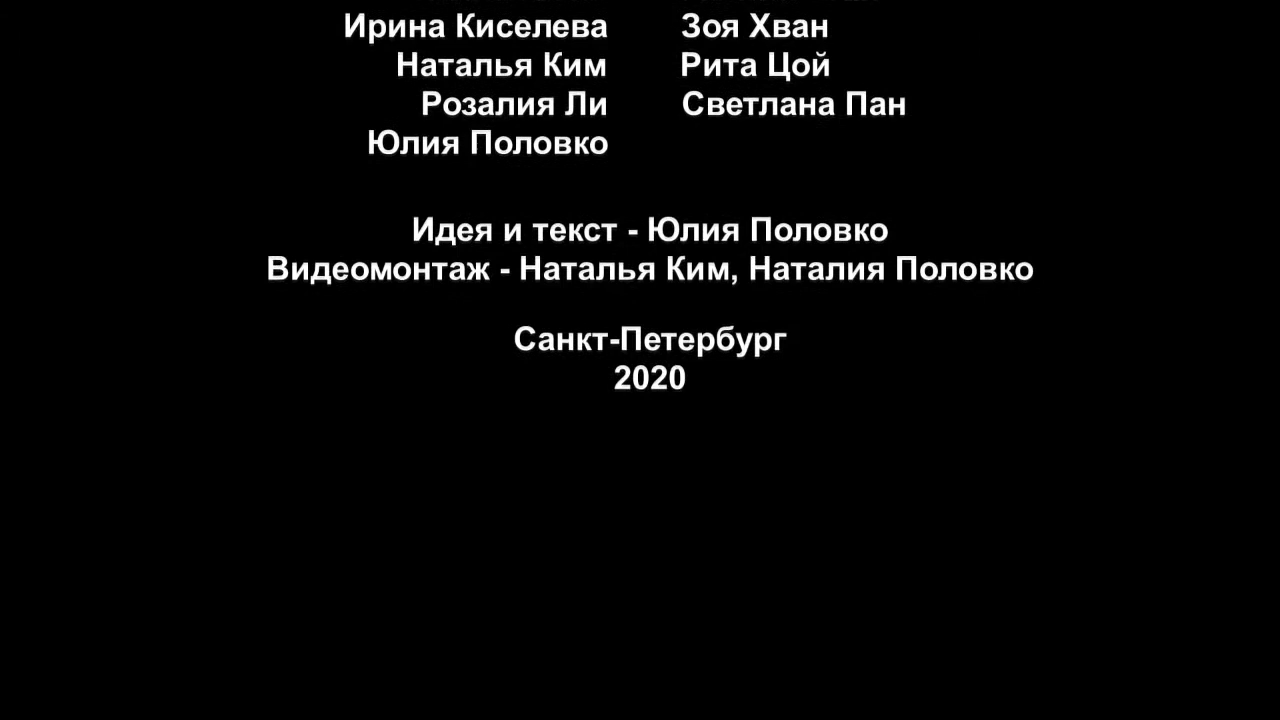 Ирина Киселева Зоя Хван
Наталья Ким Рита Цой
Розалия Ли Светлана Пан
Юлия Половко
Идея и текст - Юлия Половко
Видеомонтаж - Наталья Ким, Наталия Половко
Санкт-Петербург
2020